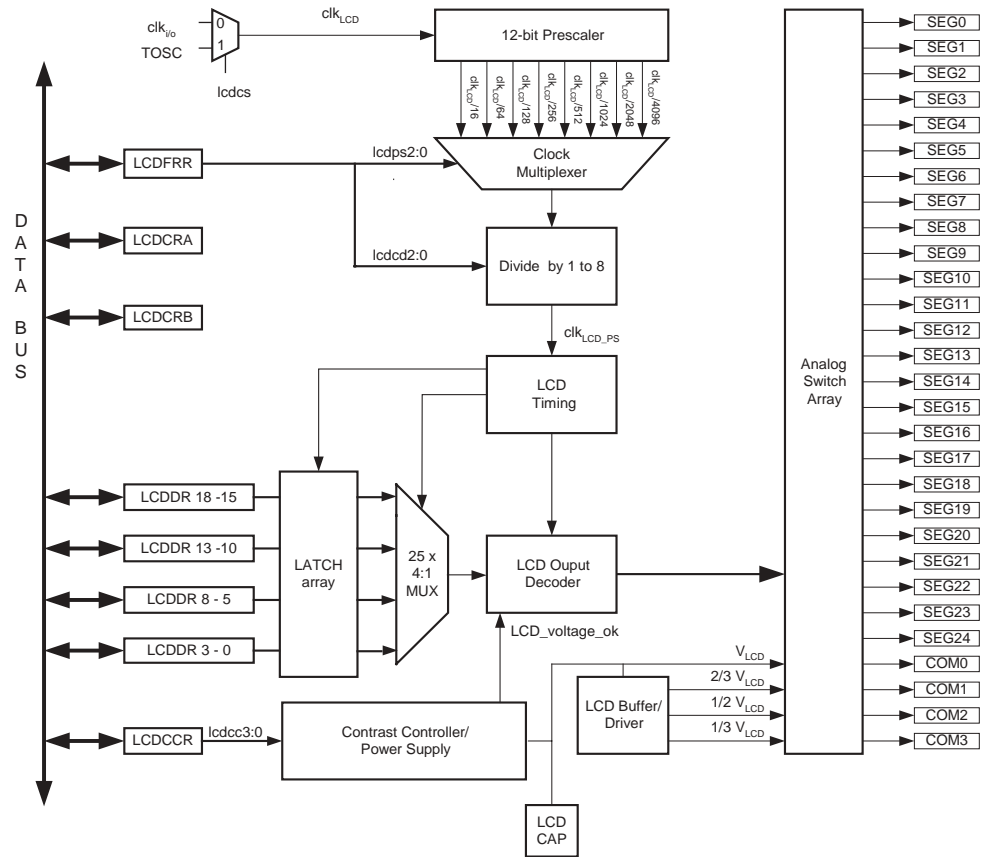 clk_i/o
TOSC
0
1
lcdcs
clk_LCD
12-bit Prescaler
clk_LCD/16
clk_LCD/64
clk_LCD/128
clk_LCD/256
clk_LCD/512
clk_LCD/1024
clk_LCD/2048
clk_LCD/4096
Clock
Multiplexer
LCDFRR
lcdps2:0
LCDCRA
lcdcd2:0
Divide by 1 to 8
LCDCRB
clk_LCD_PS
DATA BUS
LCD
Timing
LCDDR 18 -15
LCDDR 13 -10
LCDDR 8 - 5
LCDDR 3 - 0
LATCH
array
25 x
4:1
MUX
LCD Ouput
Decoder
LCD_voltage_ok
LCDCCR
lcdcc3:0
Contrast Controller/
Power Supply
LCD Buffer/
Driver
LCD
CAP
V_LCD
2/3 V_LCD
1/2 V_LCD
1/3 V_LCD
Analog
Switch
Array
SEG0
SEG1
SEG2
SEG3
SEG4
SEG5
SEG6
SEG7
SEG8
SEG9
SEG10
SEG11
SEG12
SEG13
SEG14
SEG15
SEG16
SEG17
SEG18
SEG19
SEG20
SEG21
SEG22
SEG23
SEG24
COM0
COM1
COM2
COM3